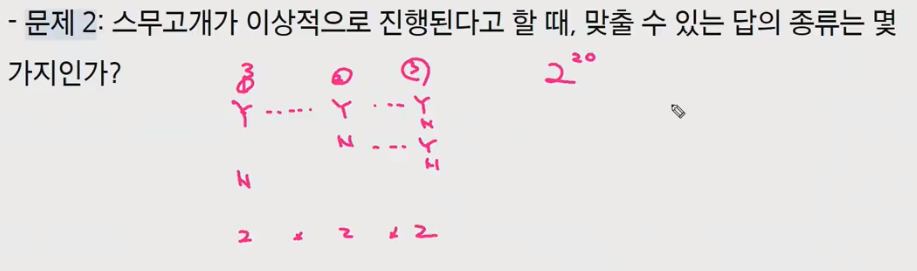 - 문제 2: 스무고개가 이상적으로 진행된다고 할 때, 맞출 수 있는 답의 종류는 몇
가지인가?
① ② ③ 2²⁰
Y ...... Y ... Y
N
N ... Y
N
N
2 × 2 × 2